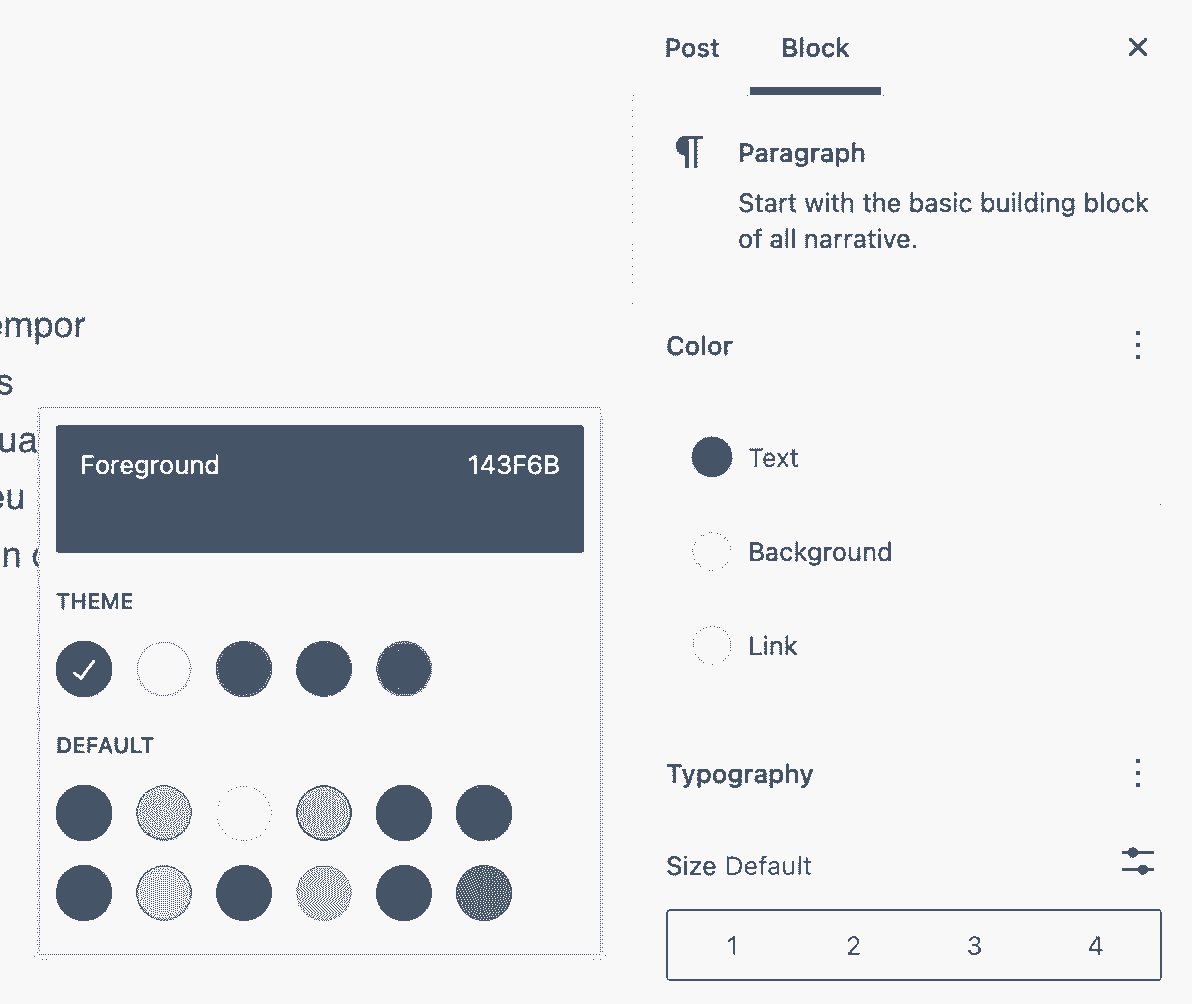 Post Block
Paragraph
Start with the basic building block
of all narrative.
Color
Text
Background
Link
Typography
Size Default
1 2 3 4
empor
s
ua
eu
n
Foreground 143F6B
THEME
DEFAULT